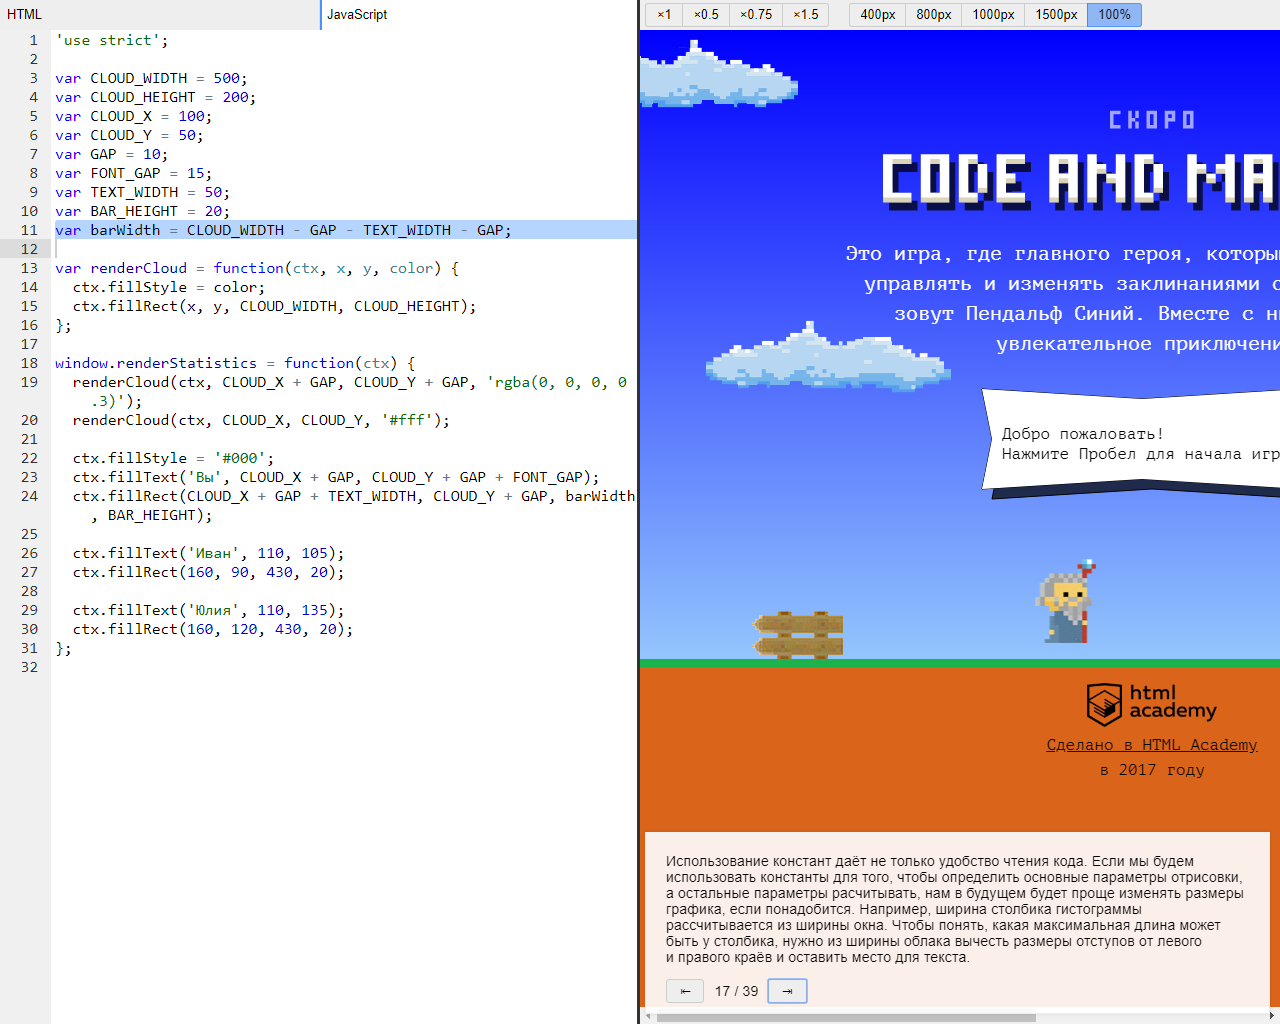 HTML
JavaScript
1 'use strict';
2
3 var CLOUD_WIDTH = 500;
4 var CLOUD_HEIGHT = 200;
5 var CLOUD_X = 100;
6 var CLOUD_Y = 50;
7 var GAP = 10;
8 var FONT_GAP = 15;
9 var TEXT_WIDTH = 50;
10 var BAR_HEIGHT = 20;
11 var barWidth = CLOUD_WIDTH - GAP - TEXT_WIDTH - GAP;
12
13 var renderCloud = function(ctx, x, y, color) {
14 ctx.fillStyle = color;
15 ctx.fillRect(x, y, CLOUD_WIDTH, CLOUD_HEIGHT);
16 };
17
18 window.renderStatistics = function(ctx) {
19 renderCloud(ctx, CLOUD_X + GAP, CLOUD_Y + GAP, 'rgba(0, 0, 0, 0
.3)');
20 renderCloud(ctx, CLOUD_X, CLOUD_Y, '#fff');
21
22 ctx.fillStyle = '#000';
23 ctx.fillText('Вы', CLOUD_X + GAP, CLOUD_Y + GAP + FONT_GAP);
24 ctx.fillRect(CLOUD_X + GAP + TEXT_WIDTH, CLOUD_Y + GAP, barWidth
, BAR_HEIGHT);
25
26 ctx.fillText('Иван', 110, 105);
27 ctx.fillRect(160, 90, 430, 20);
28
29 ctx.fillText('Юлия', 110, 135);
30 ctx.fillRect(160, 120, 430, 20);
31 };
32
×1 ×0.5 ×0.75 ×1.5 400px 800px 1000px 1500px 100%
СКОРО
CODE AND MA
Это игра, где главного героя, которы
управлять и изменять заклинаниями с
зовут Пендальф Синий. Вместе с н
увлекательное приключени
Добро пожаловать!
Нажмите Пробел для начала игр
html
academy
Сделано в HTML Academy
в 2017 году
Использование констант даёт не только удобство чтения кода. Если мы будем
использовать константы для того, чтобы определить основные параметры отрисовки,
а остальные параметры расчитывать, нам в будущем будет проще изменять размеры
графика, если понадобится. Например, ширина столбика гистограммы
рассчитывается из ширины окна. Чтобы понять, какая максимальная длина может
быть у столбика, нужно из ширины облака вычесть размеры отступов от левого
и правого краёв и оставить место для текста.
⇤ 17 / 39 ⇥